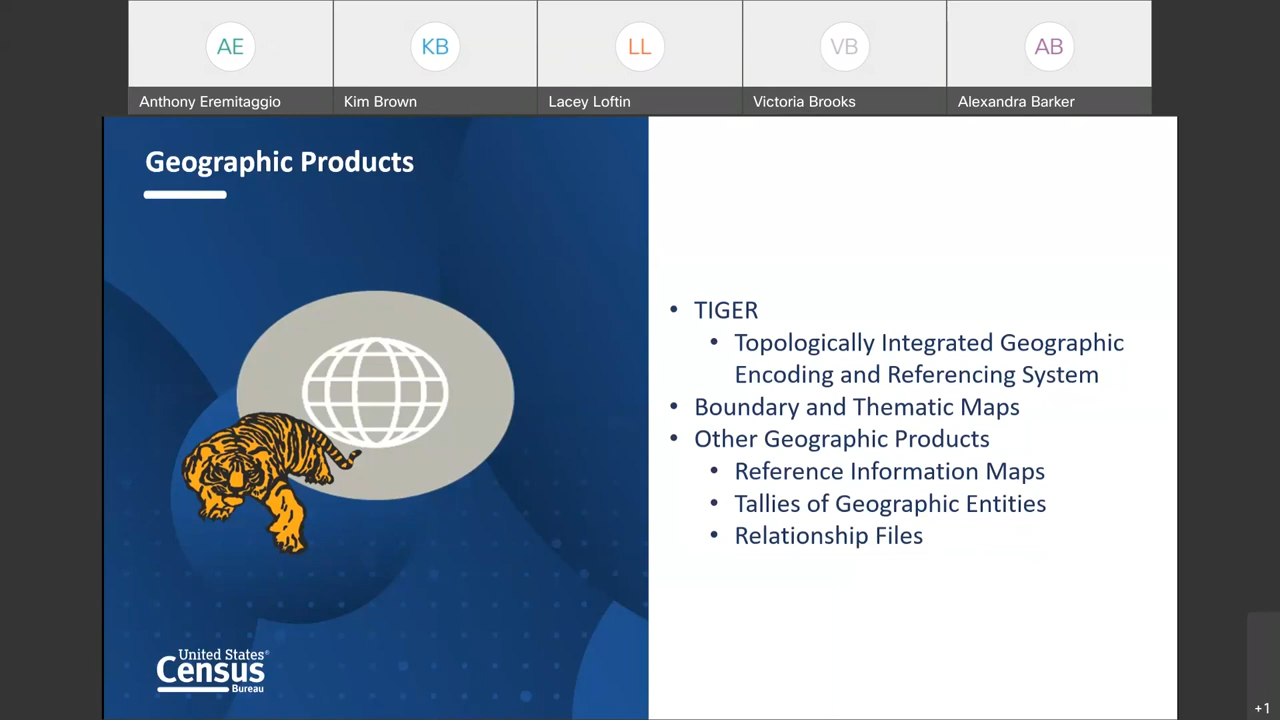 AE
KB
LL
VB
AB
Anthony Eremitaggio
Kim Brown
Lacey Loftin
Victoria Brooks
Alexandra Barker
Geographic Products
• TIGER
• Topologically Integrated Geographic
Encoding and Referencing System
• Boundary and Thematic Maps
• Other Geographic Products
• Reference Information Maps
• Tallies of Geographic Entities
• Relationship Files
United States®
Census
Bureau
+1